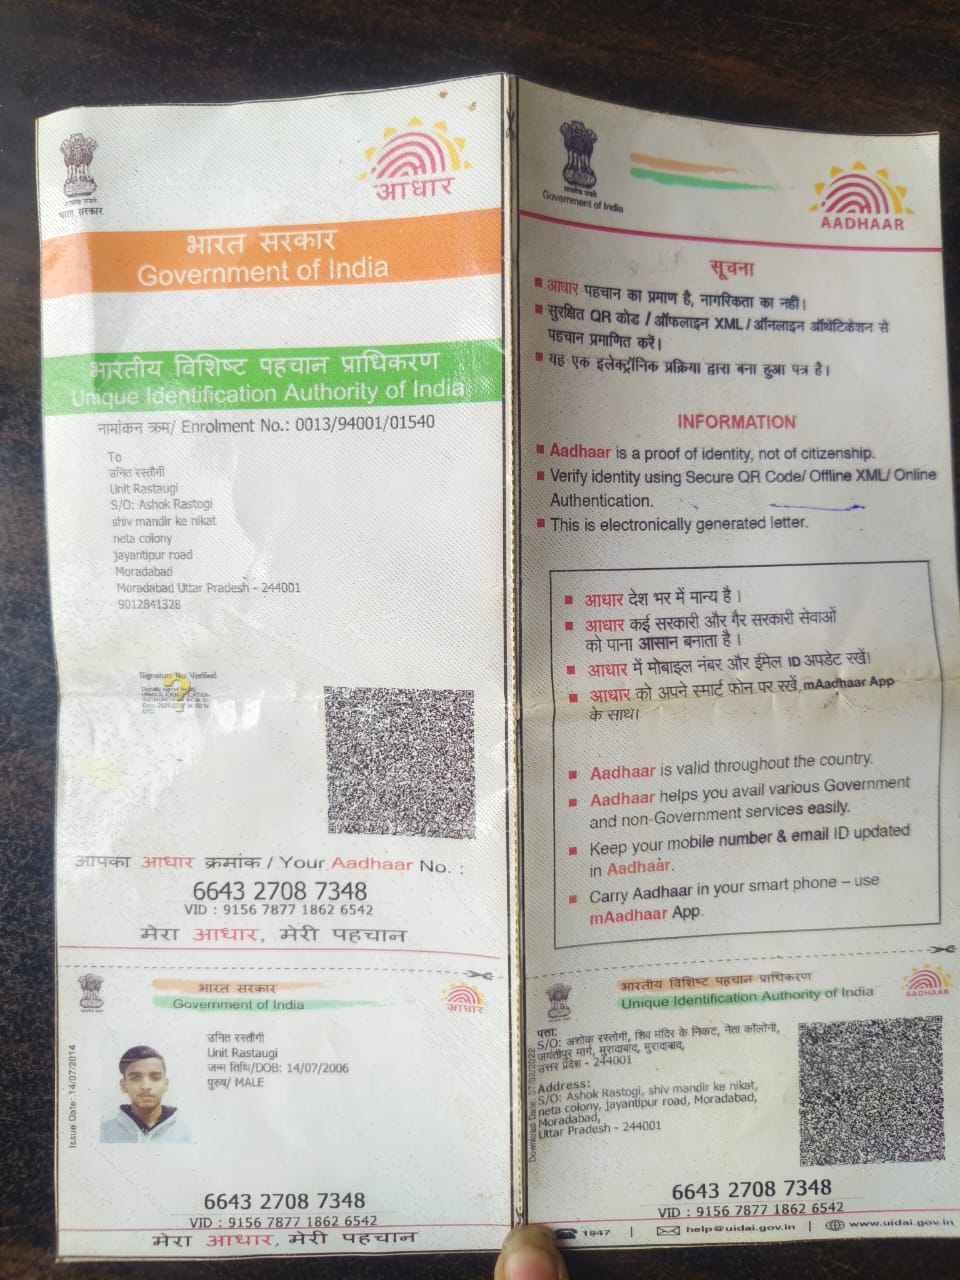 भारत सरकार
आधार
भारत सरकार
Government of India
भारतीय विशिष्ट पहचान प्राधिकरण
Unique Identification Authority of India
नामांकन क्रम/ Enrolment No.: 0013/94001/01540
To
उनित रस्तौगी
Unit Rastaugi
S/O: Ashok Rastogi
shiv mandir ke nikat
neta colony
jayantipur road
Moradabad
Moradabad Uttar Pradesh - 244001
9012841328
Signature Not Verified
आपका आधार क्रमांक / Your Aadhaar No. :
6643 2708 7348
VID : 9156 7877 1862 6542
मेरा आधार, मेरी पहचान
भारत सरकार
Government of India
आधार
Issue Date: 14/07/2014
उनित रस्तौगी
Unit Rastaugi
जन्म तिथि/DOB: 14/07/2006
पुरुष/ MALE
6643 2708 7348
VID : 9156 7877 1862 6542
मेरा आधार, मेरी पहचान
Government of India
AADHAAR
सूचना
आधार पहचान का प्रमाण है, नागरिकता का नहीं।
सुरक्षित QR कोड / ऑफलाइन XML / ऑनलाइन ऑथेंटिकेशन से
पहचान प्रमाणित करें।
यह एक इलेक्ट्रॉनिक प्रक्रिया द्वारा बना हुआ पत्र है।
INFORMATION
Aadhaar is a proof of identity, not of citizenship.
Verify identity using Secure QR Code/ Offline XML/ Online
Authentication.
This is electronically generated letter.
आधार देश भर में मान्य है।
आधार कई सरकारी और गैर सरकारी सेवाओं
को पाना आसान बनाता है।
आधार में मोबाइल नंबर और ईमेल ID अपडेट रखें।
आधार को अपने स्मार्ट फोन पर रखें, mAadhaar App
के साथ।
Aadhaar is valid throughout the country.
Aadhaar helps you avail various Government
and non-Government services easily.
Keep your mobile number & email ID updated
in Aadhaar.
Carry Aadhaar in your smart phone – use
mAadhaar App.
भारतीय विशिष्ट पहचान प्राधिकरण
Unique Identification Authority of India
AADHAAR
Download Date: 07/02/2022
पता:
S/O: अशोक रस्तोगी, शिव मंदिर के निकट, नेता कॉलोनी,
जयंतीपुर मार्ग, मुरादाबाद, मुरादाबाद,
उत्तर प्रदेश - 244001
Address:
S/O: Ashok Rastogi, shiv mandir ke nikat,
neta colony, jayantipur road, Moradabad,
Moradabad,
Uttar Pradesh - 244001
6643 2708 7348
VID : 9156 7877 1862 6542
1947 | help@uidai.gov.in | www.uidai.gov.in